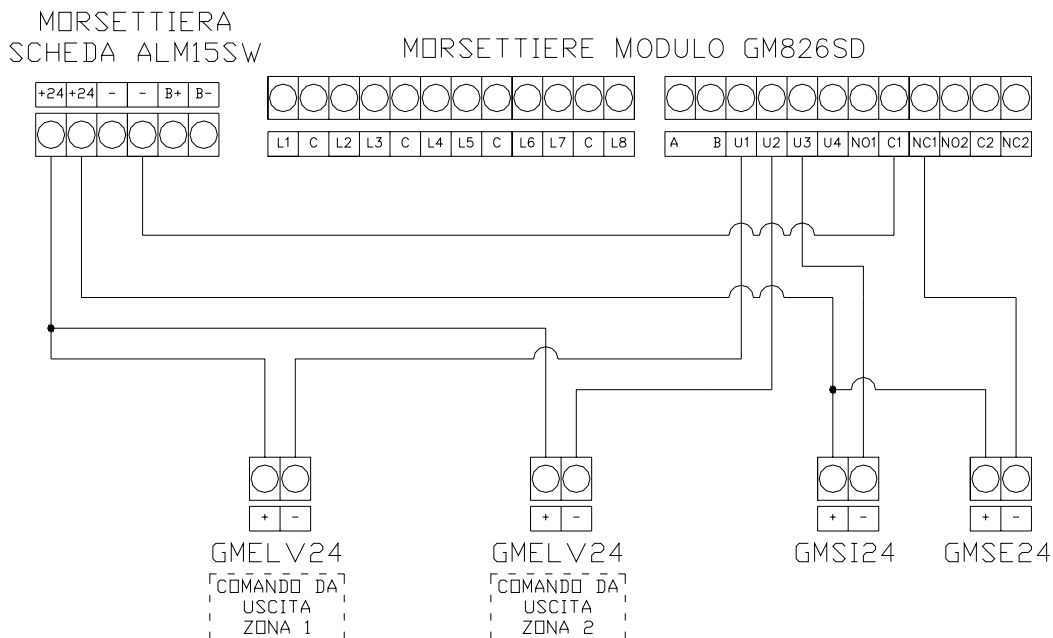 MORSETTIERA
SCHEDA ALM15SW
MORSETTIERE MODULO GM826SD
+24 +24 - - B+ B-
L1 C L2 L3 C L4 L5 C L6 L7 C L8
A B U1 U2 U3 U4 NO1 C1 NC1 NO2 C2 NC2
+ -
+ -
+ -
+ -
GMELV24
GMELV24
GMSI24
GMSE24
COMANDO DA
USCITA
ZONA 1
COMANDO DA
USCITA
ZONA 2